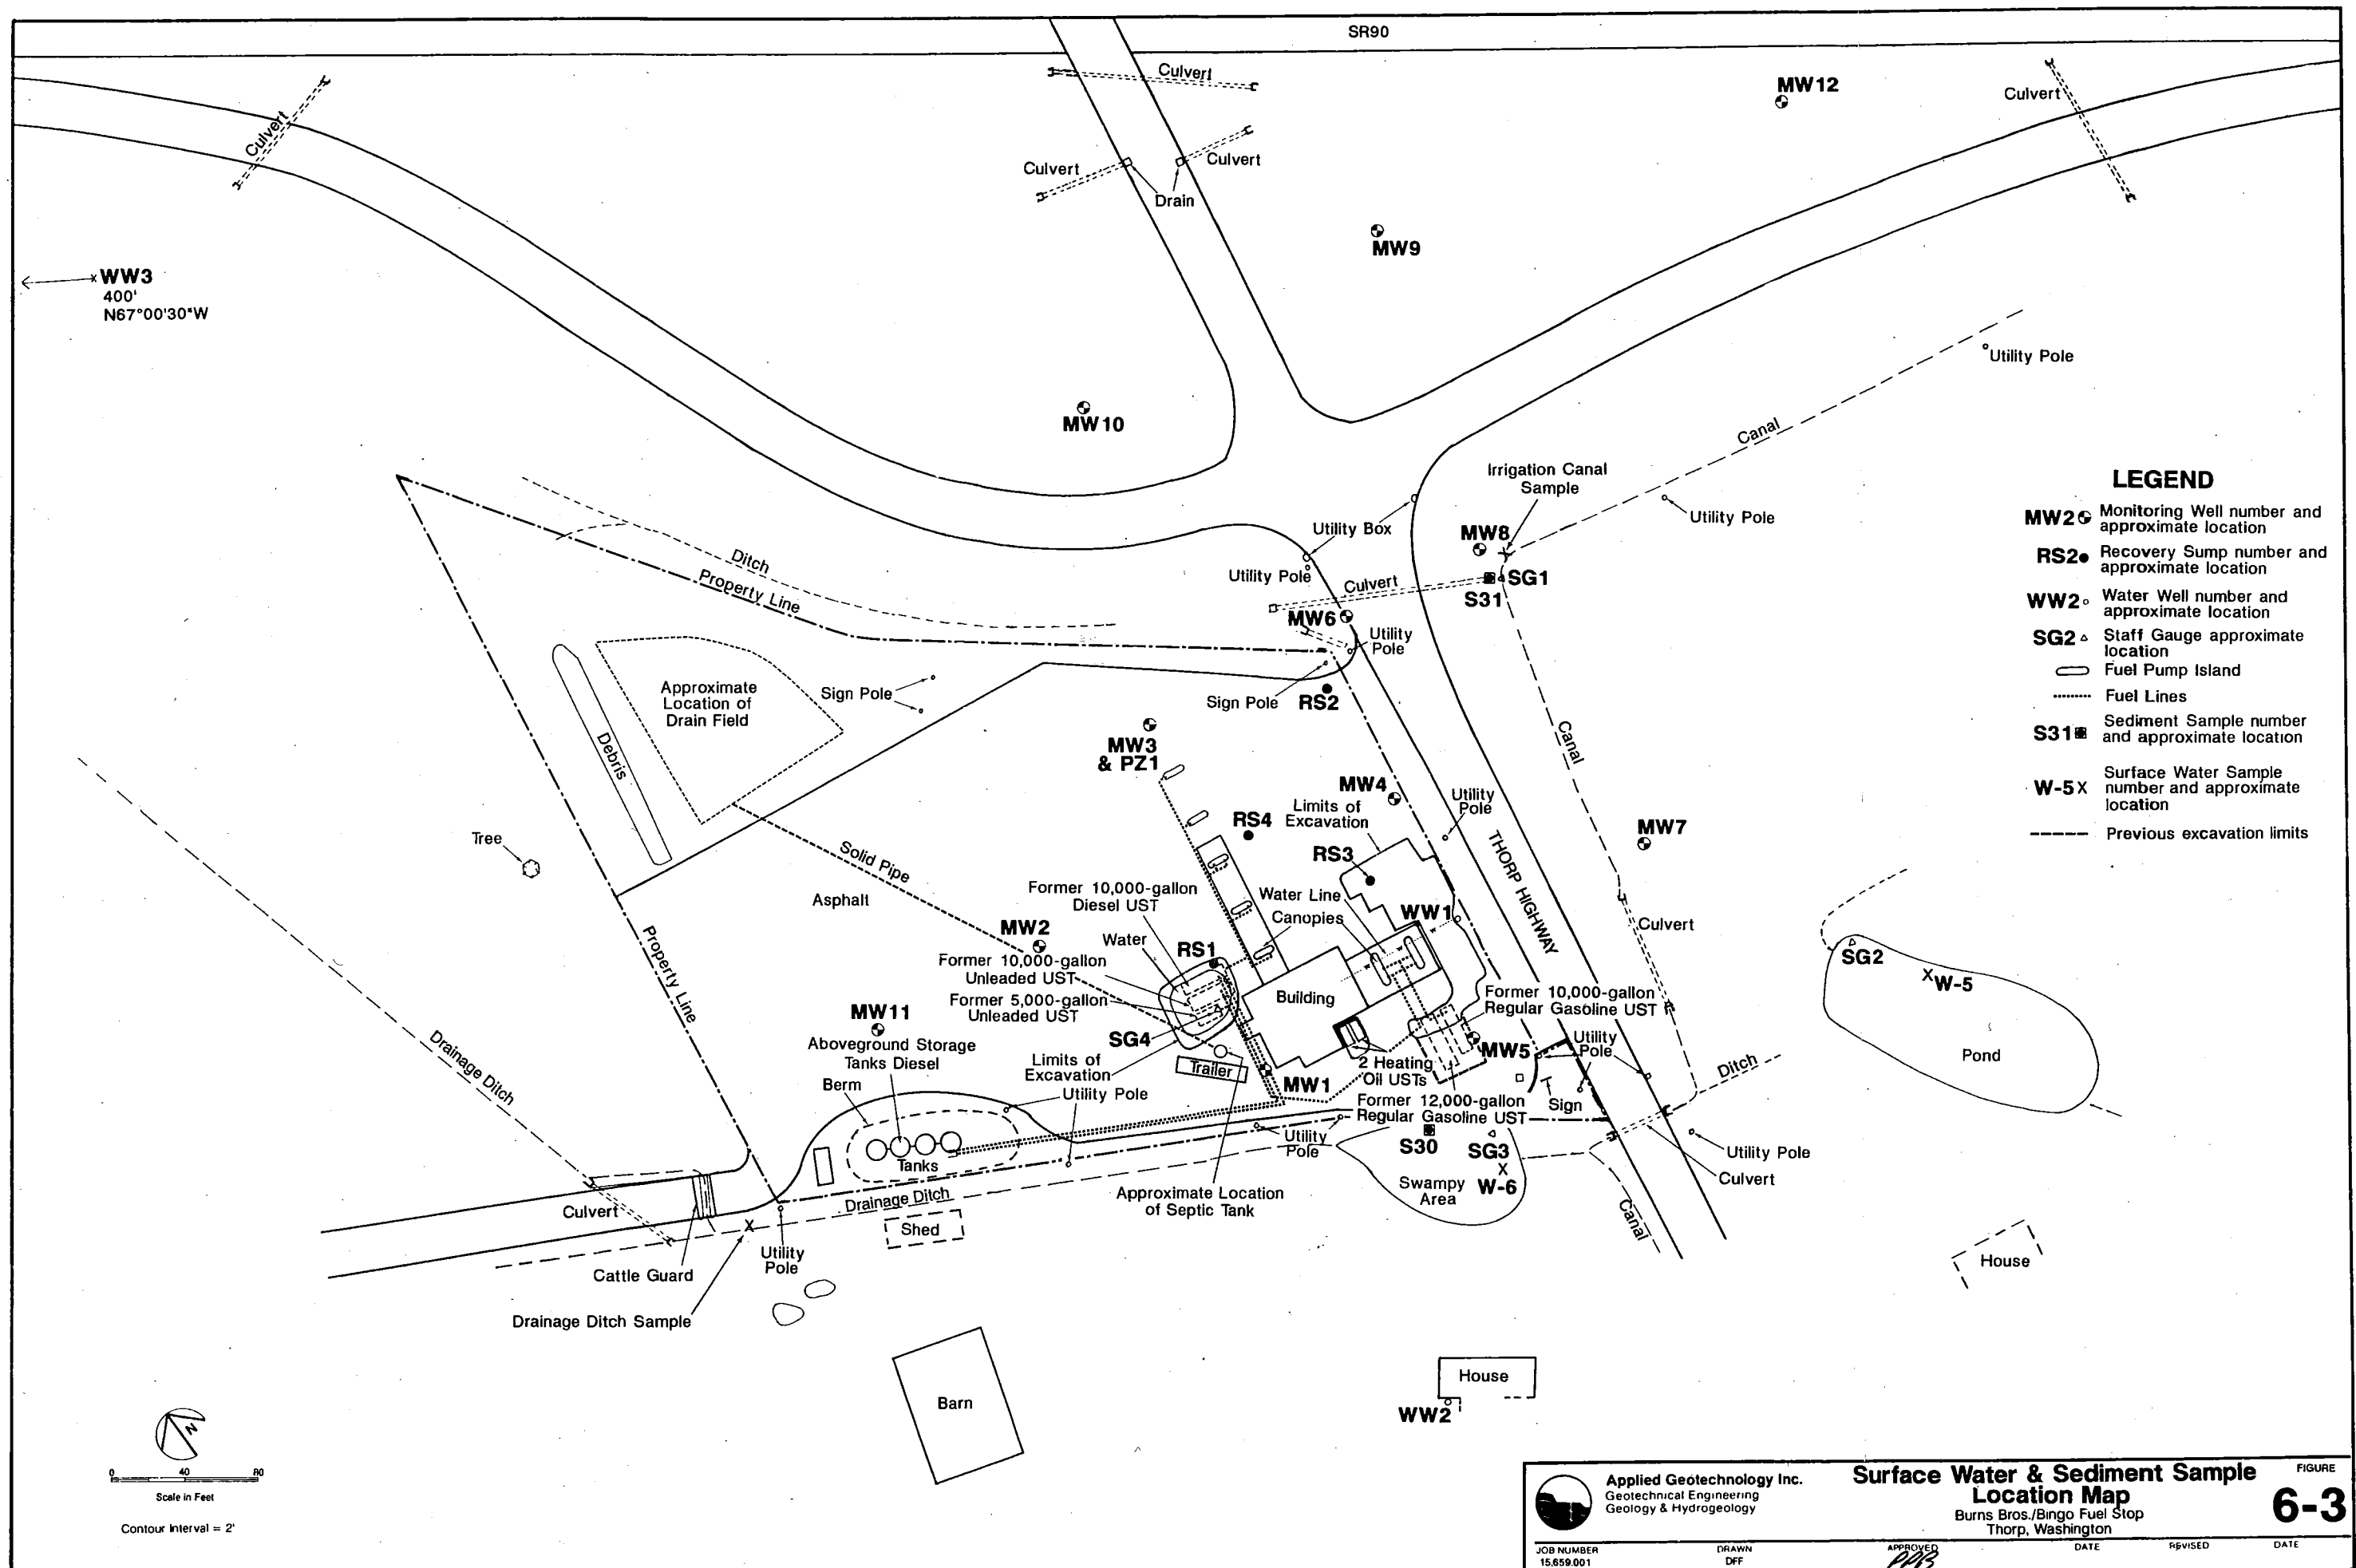 SR90
Culvert
Culvert
MW12
Culvert
Culvert
Culvert
Drain
MW9
WW3
400'
N67°00'30"W
Utility Pole
MW10
Canal
Irrigation Canal
Sample
Utility Pole
Utility Box
MW8
Ditch
Property Line
Utility Pole
Culvert
SG1
S31
MW6
Utility
Pole
Approximate
Location of
Drain Field
Sign Pole
Sign Pole
RS2
Debris
MW3
& PZ1
Canal
MW4
Utility
Pole
Limits of
Excavation
RS4
MW7
Tree
Solid Pipe
RS3
THORP HIGHWAY
Asphalt
Former 10,000-gallon
Diesel UST
Water Line
Canopies
WW1
Culvert
MW2
Water
RS1
Property Line
Former 10,000-gallon
Unleaded UST
SG2
W-5
Former 5,000-gallon
Unleaded UST
Building
Former 10,000-gallon
Regular Gasoline UST
MW11
SG4
Aboveground Storage
Tanks Diesel
MW5
Utility
Pole
Pond
Drainage Ditch
Limits of
Excavation
Trailer
2 Heating
Oil USTs
Ditch
Berm
Utility Pole
MW1
Former 12,000-gallon
Regular Gasoline UST
Sign
Utility
Pole
S30
SG3
Utility Pole
Tanks
Swampy
Area
W-6
Culvert
Culvert
Drainage Ditch
Approximate Location
of Septic Tank
Shed
Canal
Utility
Pole
House
Cattle Guard
Drainage Ditch Sample
Barn
House
WW2
LEGEND
MW2 Monitoring Well number and
approximate location
RS2 Recovery Sump number and
approximate location
WW2 Water Well number and
approximate location
SG2 Staff Gauge approximate
location
Fuel Pump Island
Fuel Lines
S31 Sediment Sample number
and approximate location
W-5 X Surface Water Sample
number and approximate
location
Previous excavation limits
N
0 40 80
Scale in Feet
Contour Interval = 2'
Applied Geotechnology Inc.
Geotechnical Engineering
Geology & Hydrogeology
Surface Water & Sediment Sample
Location Map
Burns Bros./Bingo Fuel Stop
Thorp, Washington
FIGURE
6-3
JOB NUMBER
15,659.001
DRAWN
DFF
APPROVED
DATE
REVISED
DATE